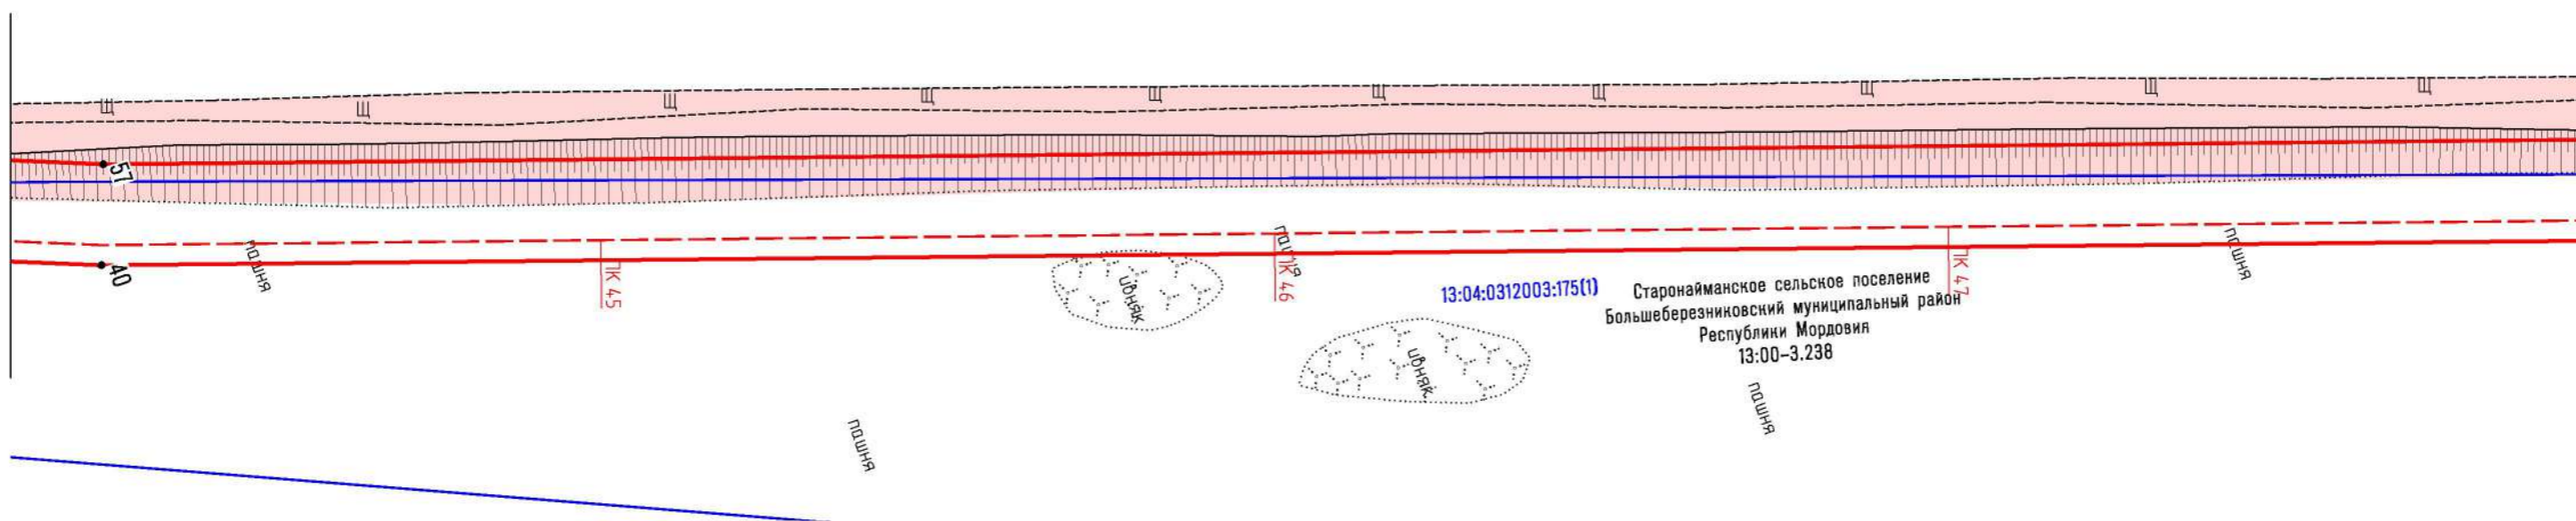 Щ
Щ
Щ
Щ
Щ
Щ
Щ
Щ
Щ
Щ
57
40
пашня
ПК 45
ивняк
пашня
ПК 46
ивняк
13:04:0312003:175(1)
Старонайманское сельское поселение
Большеберезниковский муниципальный район
Республики Мордовия
13:00-3.238
ПК 47
пашня
пашня
пашня